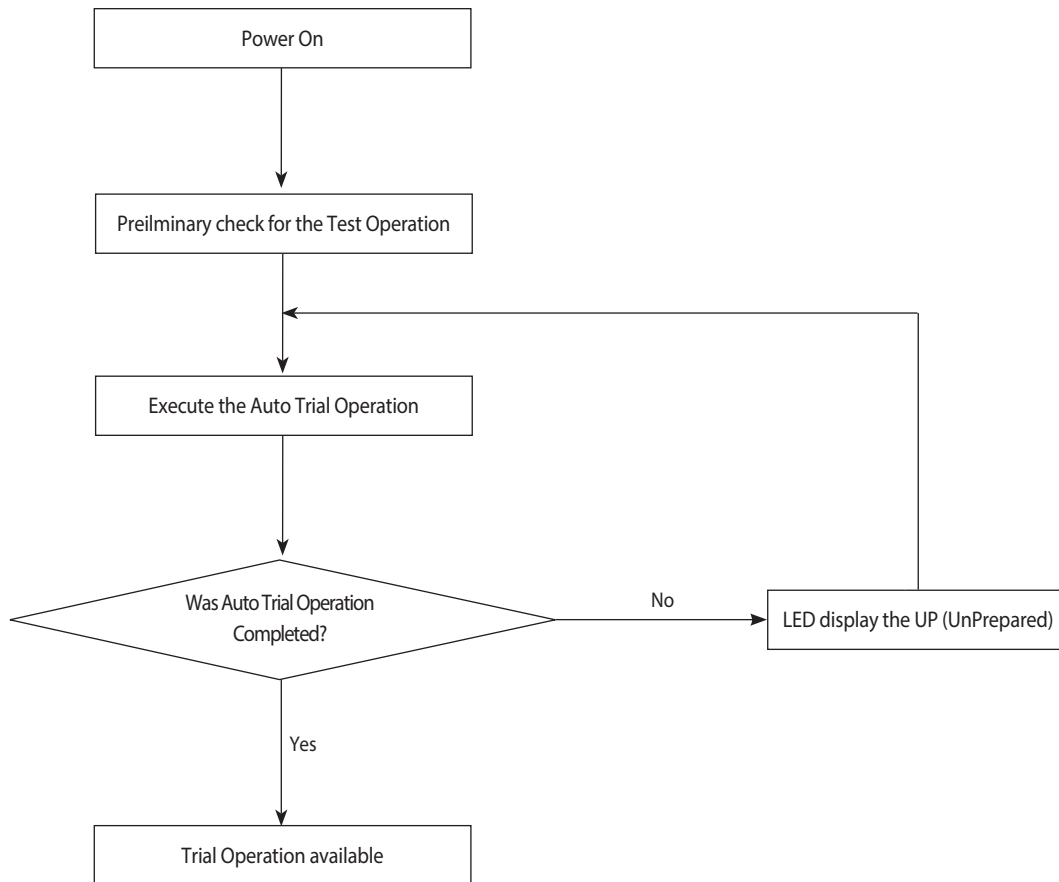 Power On
Preilminary check for the Test Operation
Execute the Auto Trial Operation
Was Auto Trial Operation
Completed?
No
LED display the UP (UnPrepared)
Yes
Trial Operation available